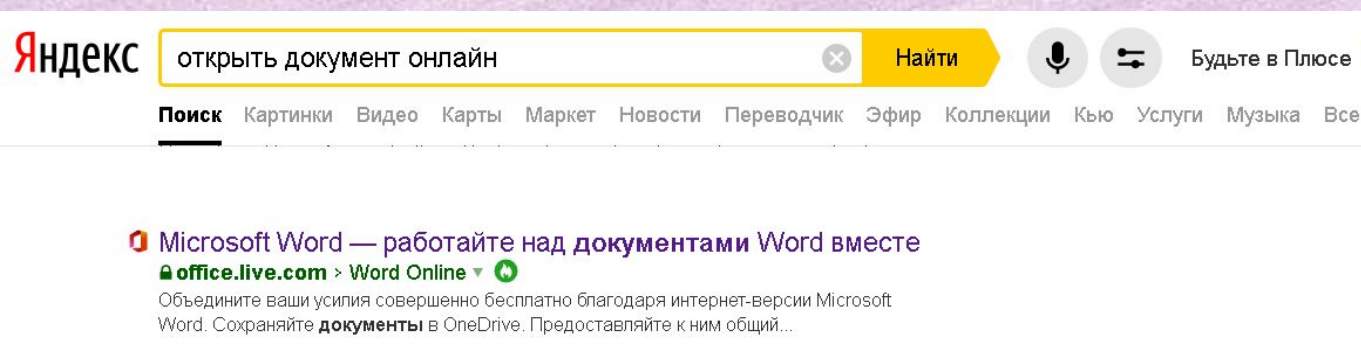 Яндекс открыть документ онлайн Найти Будьте в Плюсе
Поиск Картинки Видео Карты Маркет Новости Переводчик Эфир Коллекции Кью Услуги Музыка Все
Microsoft Word — работайте над документами Word вместе
office.live.com › Word Online
Объедините ваши усилия совершенно бесплатно благодаря интернет-версии Microsoft
Word. Сохраняйте документы в OneDrive. Предоставляйте к ним общий...